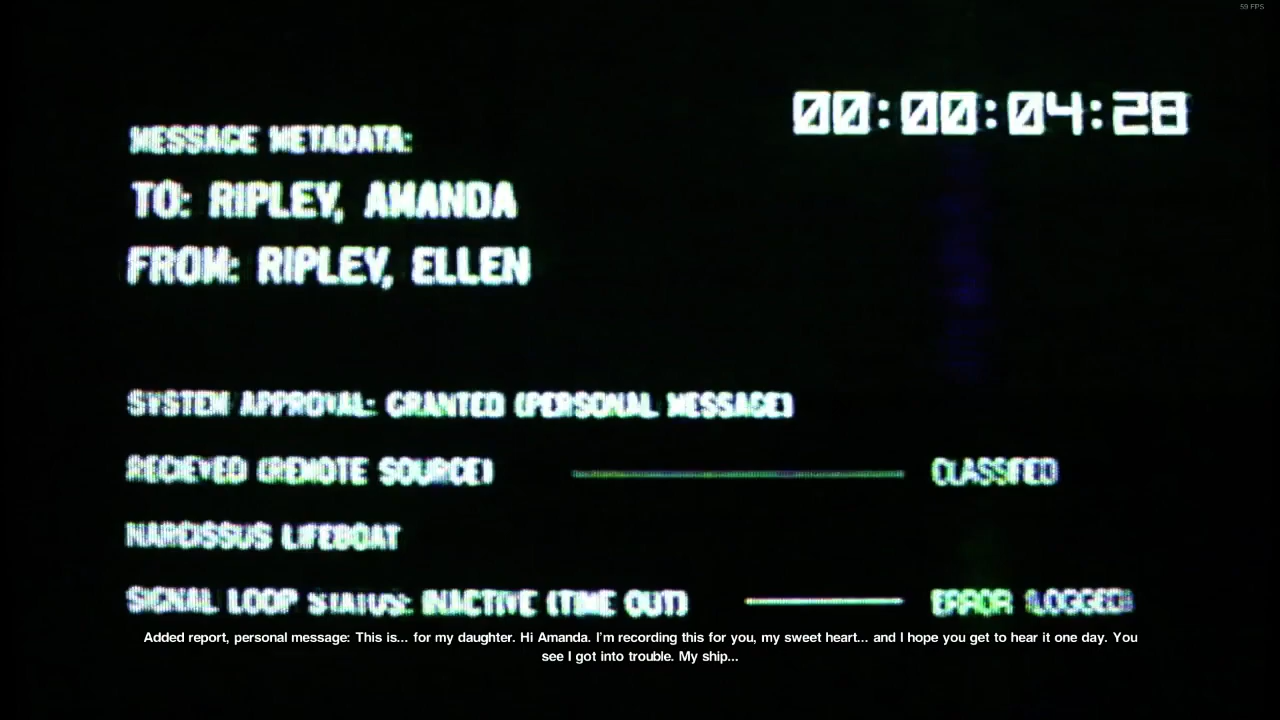 59 FPS
00:00:04:28
MESSAGE METADATA:
TO: RIPLEY, AMANDA
FROM: RIPLEY, ELLEN
SYSTEM APPROVAL: GRANTED (PERSONAL MESSAGE)
RECIEVED (REMOTE SOURCE) CLASSIFIED
NARCISSUS LIFEBOAT
SIGNAL LOOP STATUS: INACTIVE (TIME OUT) ERROR (LOGGED)
Added report, personal message: This is... for my daughter. Hi Amanda. I'm recording this for you, my sweet heart... and I hope you get to hear it one day. You
see I got into trouble. My ship...